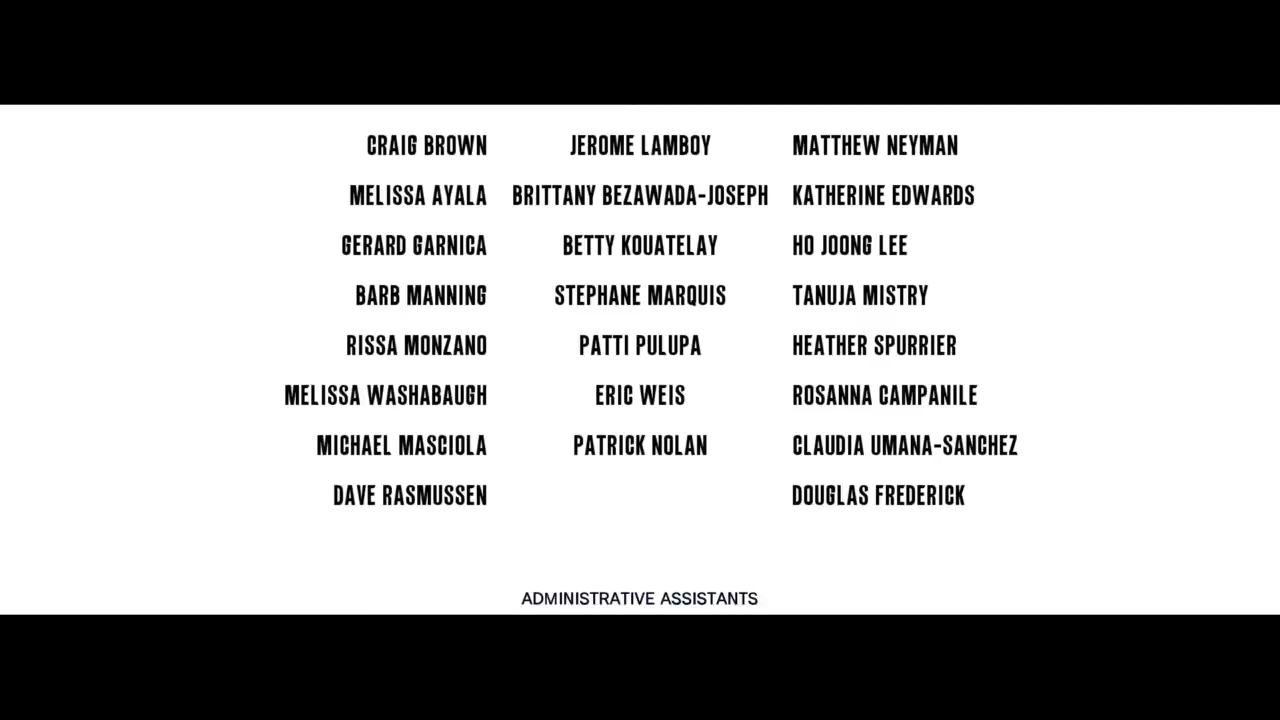 CRAIG BROWN JEROME LAMBOY MATTHEW NEYMAN
MELISSA AYALA BRITTANY BEZAWADA-JOSEPH KATHERINE EDWARDS
GERARD GARNICA BETTY KOUATELAY HO JOONG LEE
BARB MANNING STEPHANE MARQUIS TANUJA MISTRY
RISSA MONZANO PATTI PULUPA HEATHER SPURRIER
MELISSA WASHABAUGH ERIC WEIS ROSANNA CAMPANILE
MICHAEL MASCIOLA PATRICK NOLAN CLAUDIA UMANA-SANCHEZ
DAVE RASMUSSEN DOUGLAS FREDERICK
ADMINISTRATIVE ASSISTANTS